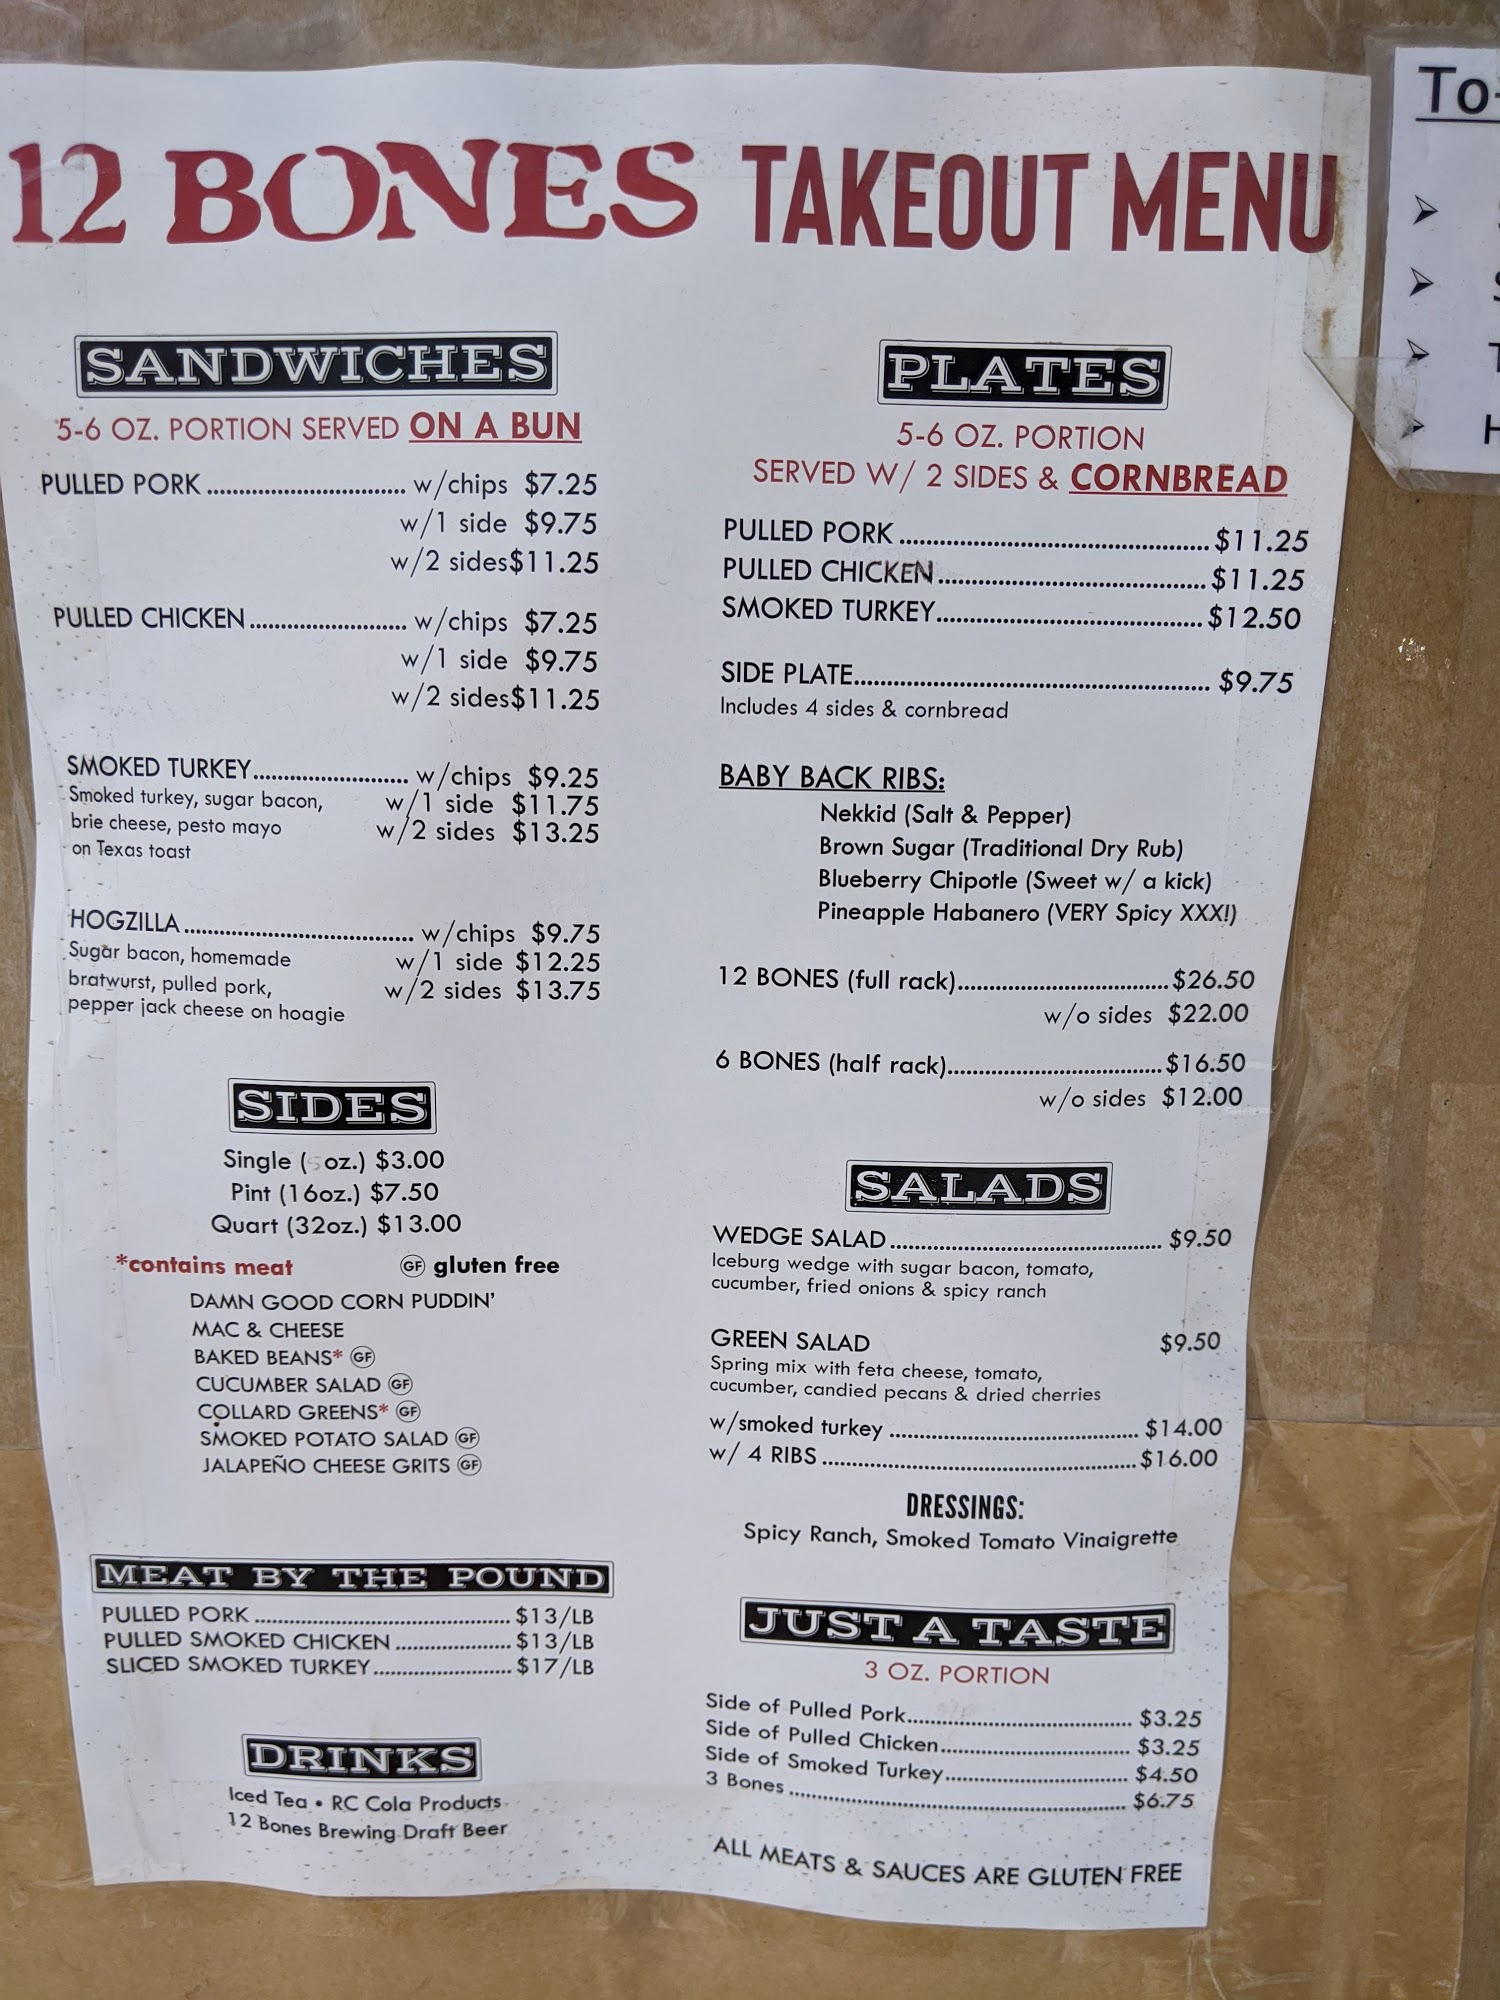 12 BONES TAKEOUT MENU
SANDWICHES
5-6 OZ. PORTION SERVED ON A BUN
PULLED PORK .............................. w/chips $7.25
w/1 side $9.75
w/2 sides$11.25
PULLED CHICKEN ........................ w/chips $7.25
w/1 side $9.75
w/2 sides$11.25
SMOKED TURKEY....................... w/chips $9.25
Smoked turkey, sugar bacon, w/1 side $11.75
brie cheese, pesto mayo w/2 sides $13.25
on Texas toast
HOGZILLA .................................. w/chips $9.75
Sugar bacon, homemade w/1 side $12.25
bratwurst, pulled pork, w/2 sides $13.75
pepper jack cheese on hoagie
SIDES
Single (5 oz.) $3.00
Pint (16oz.) $7.50
Quart (32oz.) $13.00
*contains meat GF gluten free
DAMN GOOD CORN PUDDIN'
MAC & CHEESE
BAKED BEANS* GF
CUCUMBER SALAD GF
COLLARD GREENS* GF
SMOKED POTATO SALAD GF
JALAPEÑO CHEESE GRITS GF
MEAT BY THE POUND
PULLED PORK ........................................ $13/LB
PULLED SMOKED CHICKEN .................. $13/LB
SLICED SMOKED TURKEY...................... $17/LB
DRINKS
Iced Tea • RC Cola Products
12 Bones Brewing Draft Beer
PLATES
5-6 OZ. PORTION
SERVED W/ 2 SIDES & CORNBREAD
PULLED PORK ................................................ $11.25
PULLED CHICKEN.......................................... $11.25
SMOKED TURKEY.......................................... $12.50
SIDE PLATE........................................................ $9.75
Includes 4 sides & cornbread
BABY BACK RIBS:
Nekkid (Salt & Pepper)
Brown Sugar (Traditional Dry Rub)
Blueberry Chipotle (Sweet w/ a kick)
Pineapple Habanero (VERY Spicy XXX!)
12 BONES (full rack)................................. $26.50
w/o sides $22.00
6 BONES (half rack).................................. $16.50
w/o sides $12.00
SALADS
WEDGE SALAD .......................................... $9.50
Iceburg wedge with sugar bacon, tomato,
cucumber, fried onions & spicy ranch
GREEN SALAD $9.50
Spring mix with feta cheese, tomato,
cucumber, candied pecans & dried cherries
w/smoked turkey ........................................ $14.00
w/ 4 RIBS .................................................. $16.00
DRESSINGS:
Spicy Ranch, Smoked Tomato Vinaigrette
JUST A TASTE
3 OZ. PORTION
Side of Pulled Pork.................................... $3.25
Side of Pulled Chicken.............................. $3.25
Side of Smoked Turkey............................. $4.50
3 Bones ...................................................... $6.75
ALL MEATS & SAUCES ARE GLUTEN FREE
To-